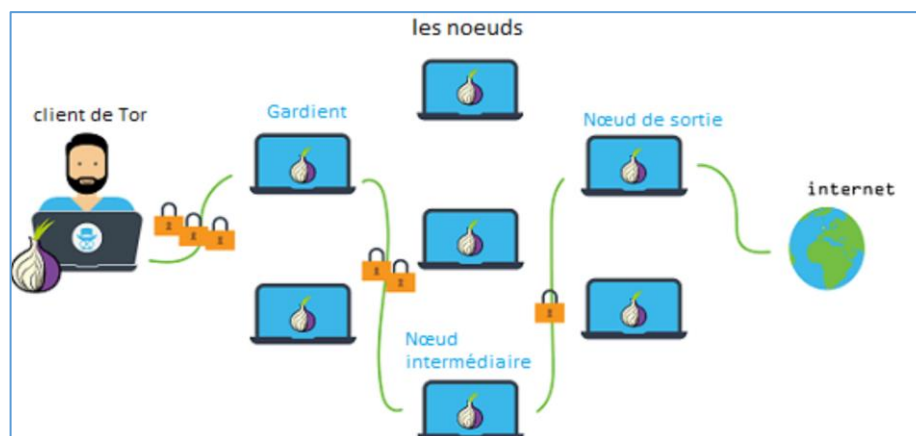 les noeuds
client de Tor
Gardient
Nœud de sortie
internet
Nœud
intermédiaire